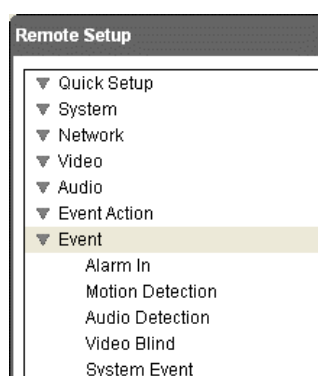 Remote Setup
Quick Setup
System
Network
Video
Audio
Event Action
Event
Alarm In
Motion Detection
Audio Detection
Video Blind
System Event